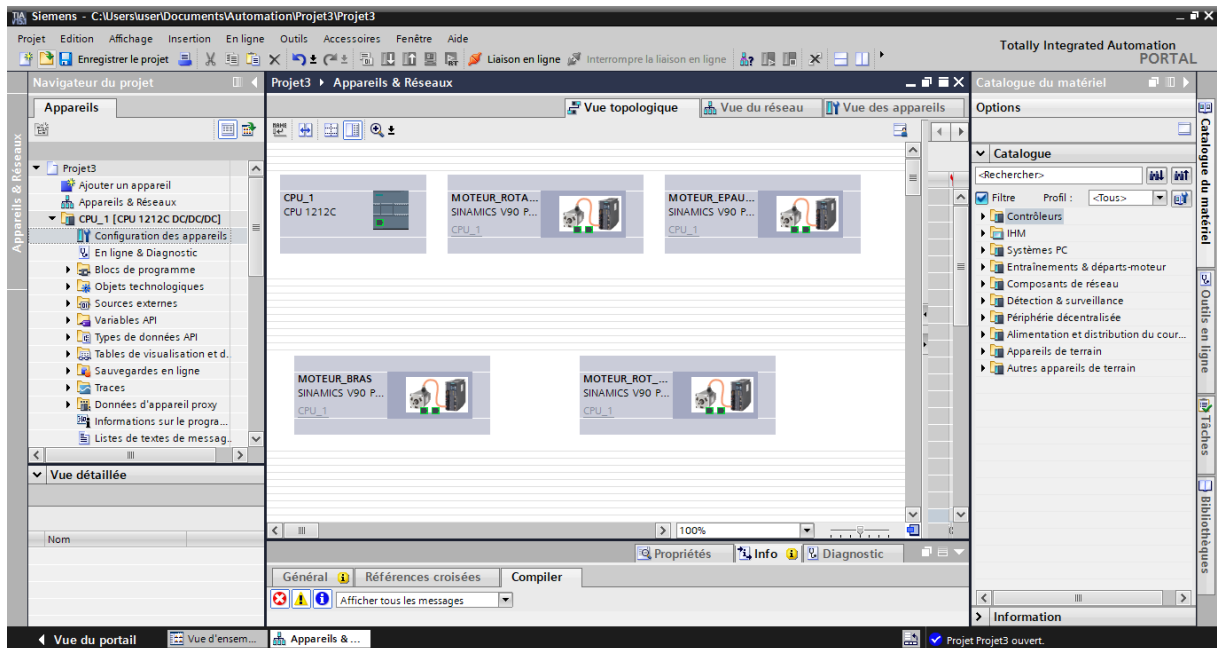 Siemens - C:\Users\user\Documents\Automation\Projet3\Projet3
Projet Edition Affichage Insertion En ligne Outils Accessoires Fenêtre Aide
Totally Integrated Automation
PORTAL
Enregistrer le projet Liaison en ligne Interrompre la liaison en ligne
Navigateur du projet
Appareils
Appareils & Réseaux
Projet3
Ajouter un appareil
Appareils & Réseaux
CPU_1 [CPU 1212C DC/DC/DC]
Configuration des appareils
En ligne & Diagnostic
Blocs de programme
Objets technologiques
Sources externes
Variables API
Types de données API
Tables de visualisation et d...
Sauvegardes en ligne
Traces
Données d'appareil proxy
Informations sur le progra...
Listes de textes de messag..
Vue détaillée
Nom
Projet3 Appareils & Réseaux
Vue topologique Vue du réseau Vue des appareils
CPU_1
CPU 1212C
MOTEUR_ROTA...
SINAMICS V90 P...
CPU_1
MOTEUR_EPAU...
SINAMICS V90 P...
CPU_1
MOTEUR_BRAS
SINAMICS V90 P...
CPU_1
MOTEUR_ROT_...
SINAMICS V90 P...
CPU_1
100%
Propriétés Info Diagnostic
Général Références croisées Compiler
Afficher tous les messages
Catalogue du matériel
Options
Catalogue
<Rechercher>
Filtre Profil : <Tous>
Contrôleurs
IHM
Systèmes PC
Entraînements & départs-moteur
Composants de réseau
Détection & surveillance
Périphérie décentralisée
Alimentation et distribution du cour...
Appareils de terrain
Autres appareils de terrain
Information
Catalogue du matériel
Outils en ligne
Tâches
Bibliothèques
Vue du portail Vue d'ensem... Appareils & ... Projet Projet3 ouvert.